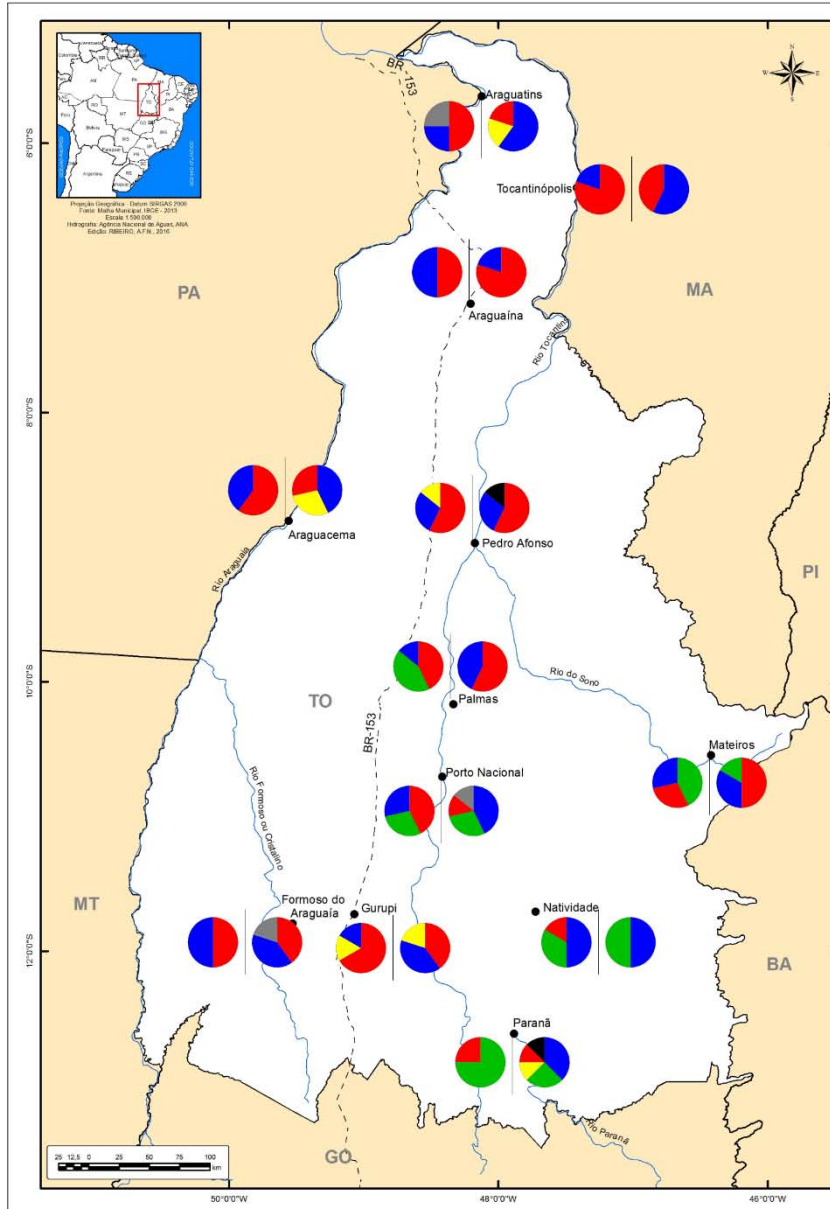 BR - 153
N
W
E
S
Araguatins
6°0'0"S
Tocantinópolis
Projeção Geográfica - Datum SIRGAS 2000
Fonte: Malha Municipal, IBGE - 2013
Escala 1:500.000
Hidrografia: Agência Nacional de Águas, ANA.
Edição: RIBEIRO, A.F.N., 2016
PA
MA
Araguaína
Rio Tocantins
8°0'0"S
Araguacema
Pedro Afonso
Rio Araguaia
PI
10°0'0"S
Rio do Sono
TO
Palmas
BR-153
Mateiros
Porto Nacional
Rio Formoso ou Cristalino
MT
Formoso do
Araguaía
Gurupi
Natividade
12°0'0"S
BA
Paranã
Rio Paranã
GO
25 12,5 0 25 50 75 100
km
50°0'0"W
48°0'0"W
46°0'0"W